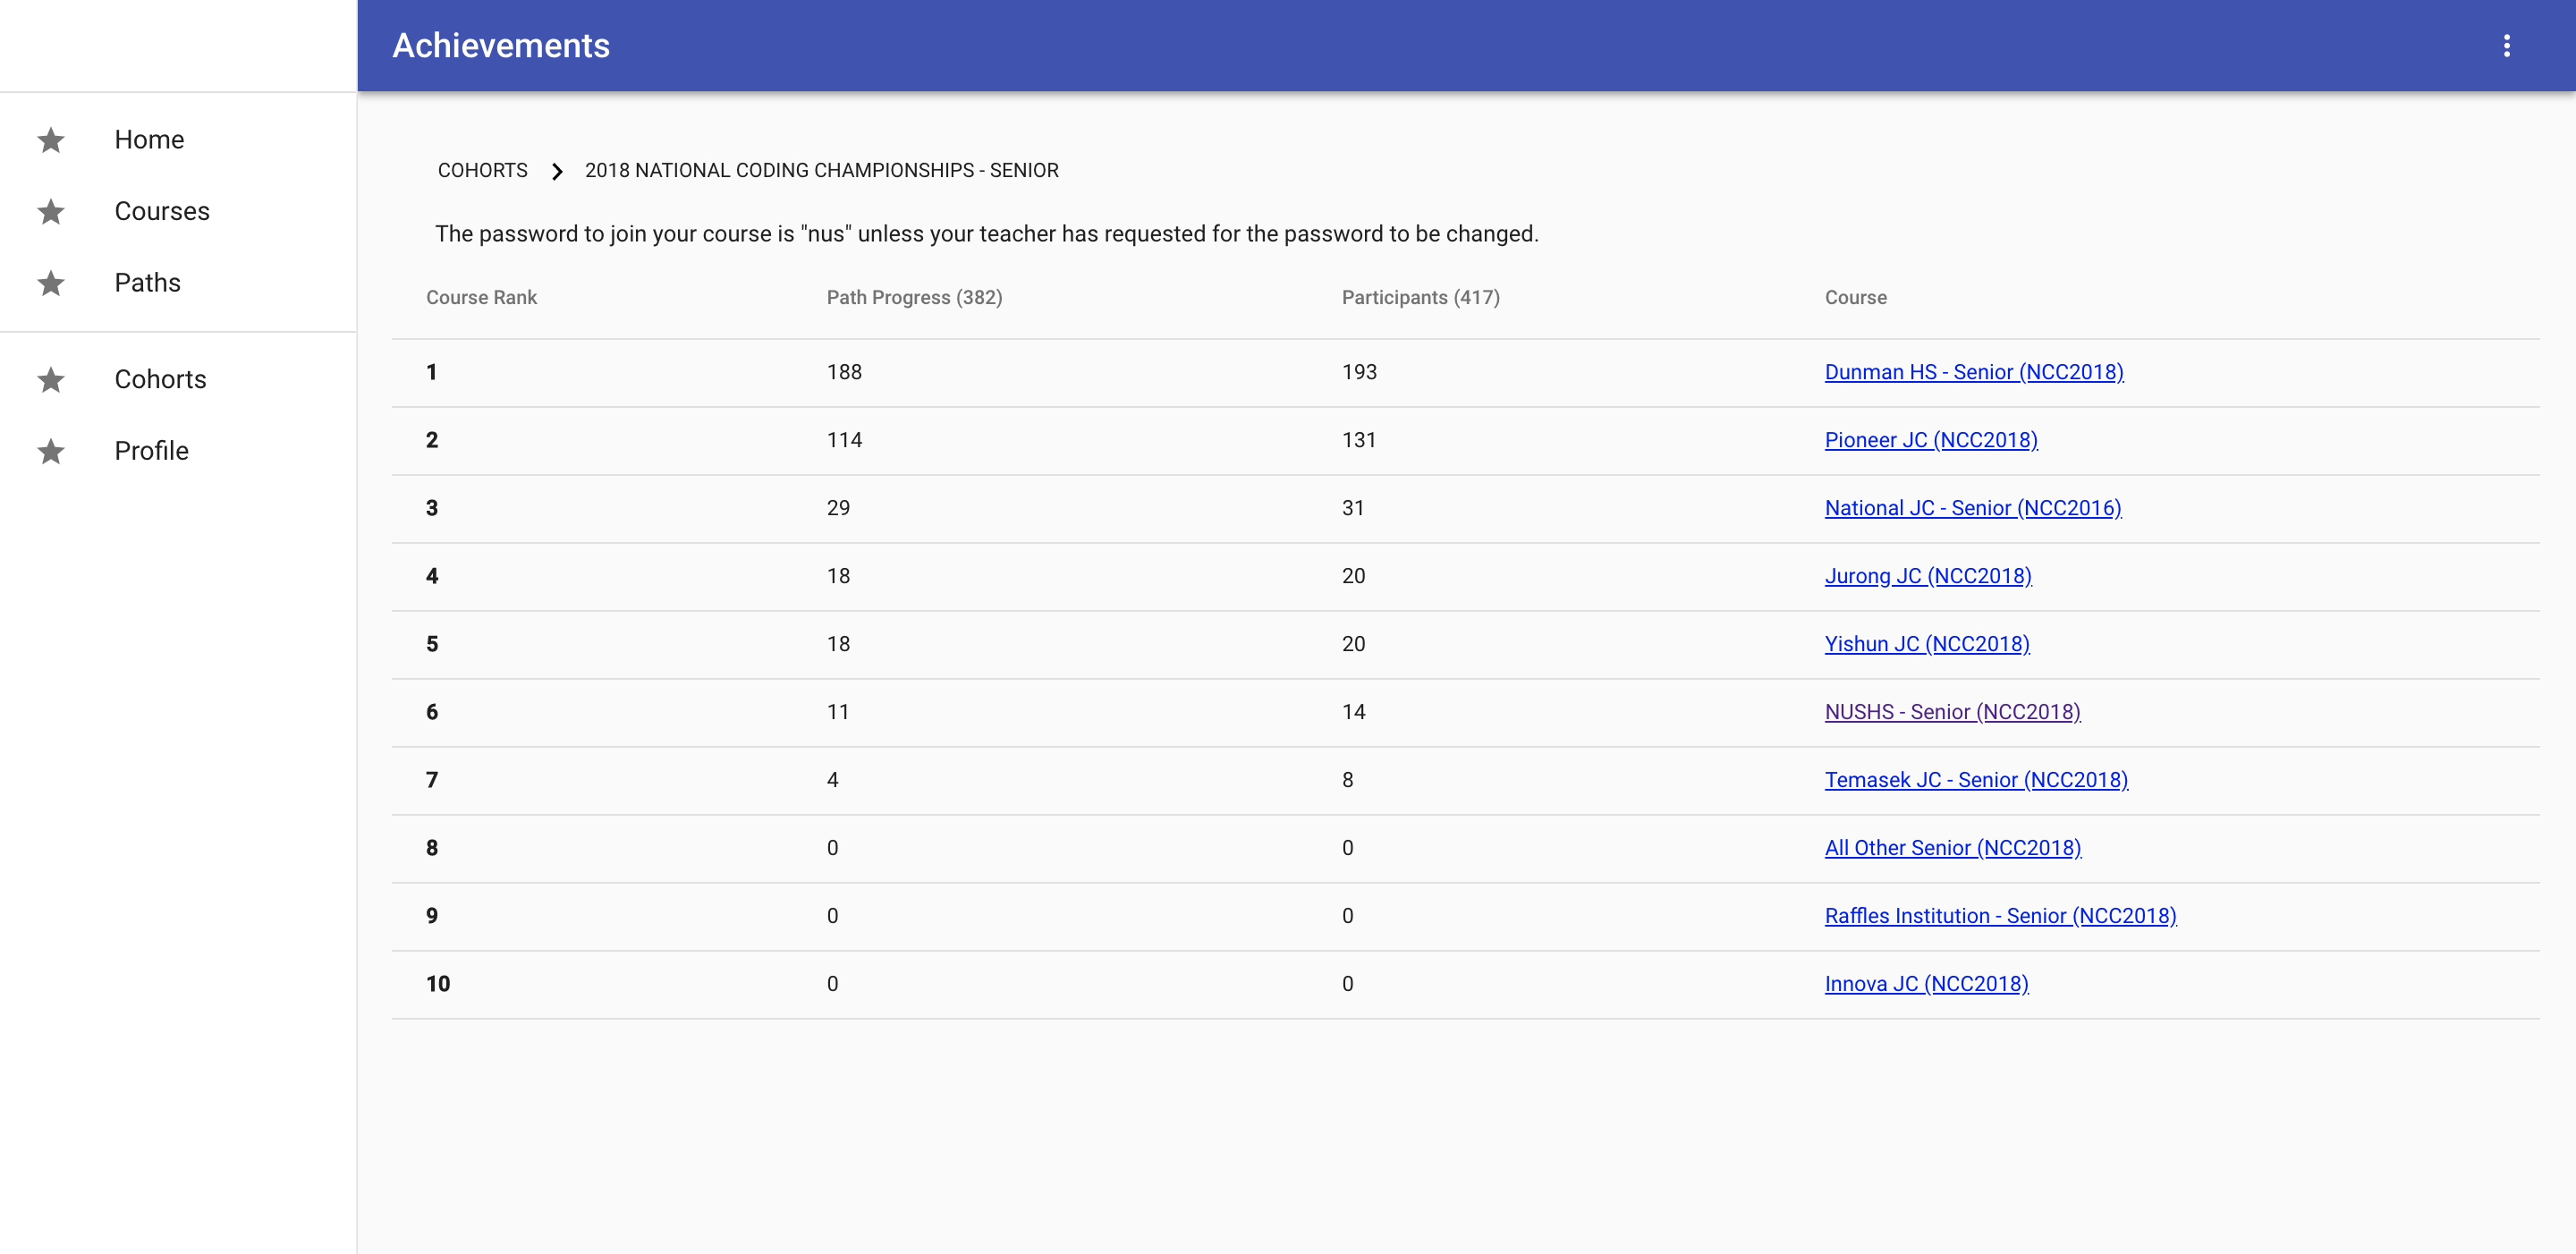 Achievements
Home
Courses
Paths
Cohorts
Profile
COHORTS 2018 NATIONAL CODING CHAMPIONSHIPS - SENIOR
The password to join your course is "nus" unless your teacher has requested for the password to be changed.
Course Rank Path Progress (382) Participants (417) Course
1 188 193 Dunman HS - Senior (NCC2018)
2 114 131 Pioneer JC (NCC2018)
3 29 31 National JC - Senior (NCC2016)
4 18 20 Jurong JC (NCC2018)
5 18 20 Yishun JC (NCC2018)
6 11 14 NUSHS - Senior (NCC2018)
7 4 8 Temasek JC - Senior (NCC2018)
8 0 0 All Other Senior (NCC2018)
9 0 0 Raffles Institution - Senior (NCC2018)
10 0 0 Innova JC (NCC2018)